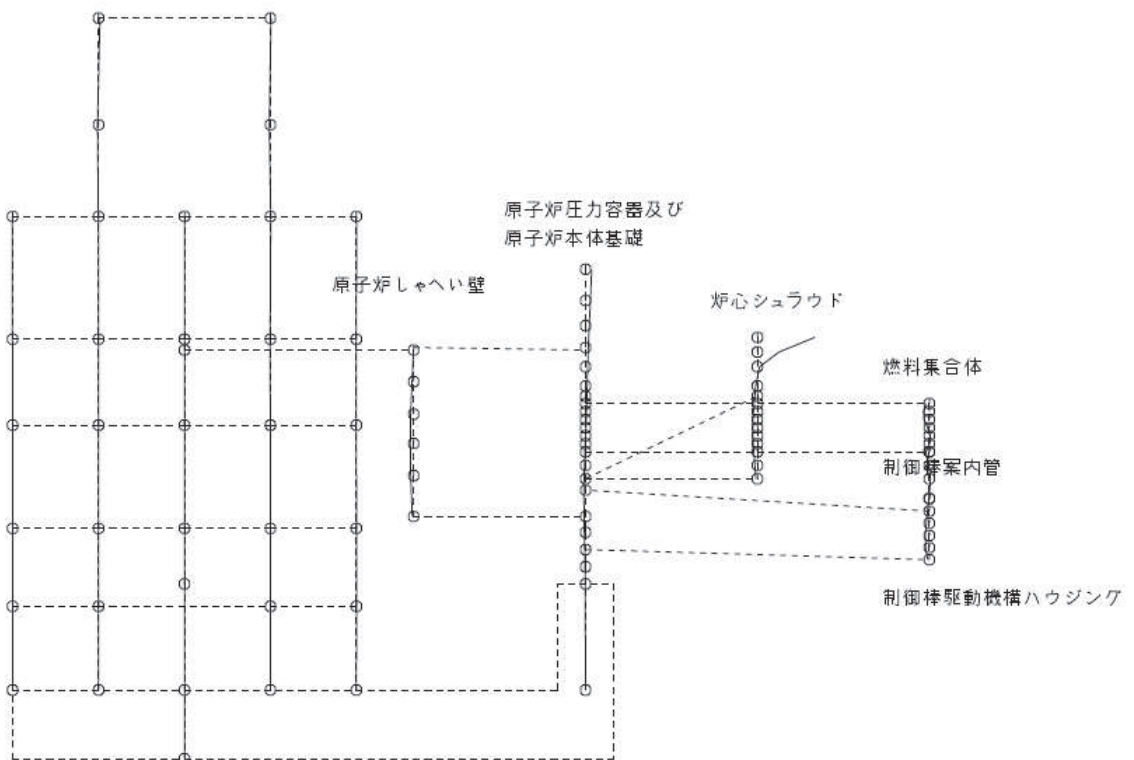 原子炉圧力容器及び
原子炉本体基礎
原子炉しゃへい壁
炉心シュラウド
燃料集合体
制御棒案内管
制御棒駆動機構ハウジング